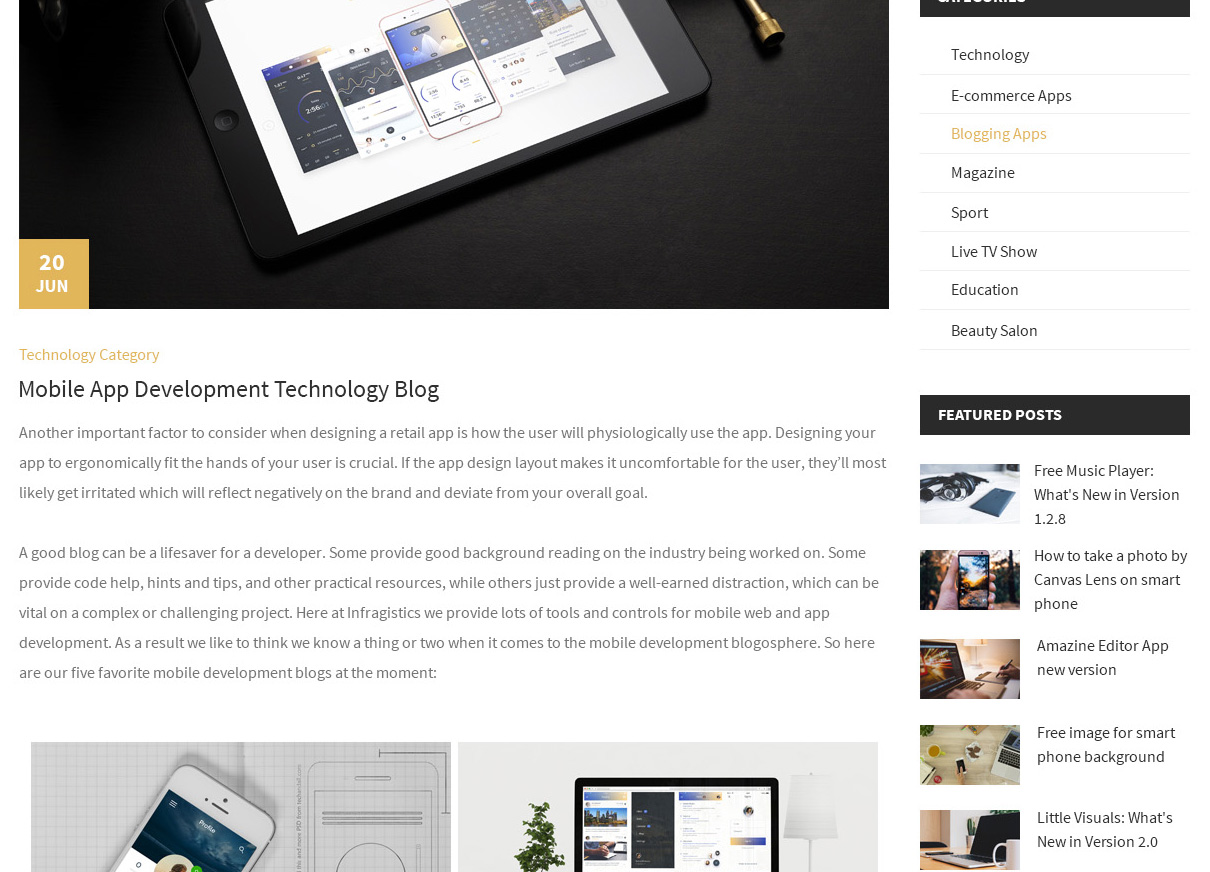 20
JUN
Technology Category
Mobile App Development Technology Blog
Another important factor to consider when designing a retail app is how the user will physiologically use the app. Designing your
app to ergonomically fit the hands of your user is crucial. If the app design layout makes it uncomfortable for the user, they’ll most
likely get irritated which will reflect negatively on the brand and deviate from your overall goal.
A good blog can be a lifesaver for a developer. Some provide good background reading on the industry being worked on. Some
provide code help, hints and tips, and other practical resources, while others just provide a well-earned distraction, which can be
vital on a complex or challenging project. Here at Infragistics we provide lots of tools and controls for mobile web and app
development. As a result we like to think we know a thing or two when it comes to the mobile development blogosphere. So here
are our five favorite mobile development blogs at the moment:
Profile
CATEGORIES
Technology
E-commerce Apps
Blogging Apps
Magazine
Sport
Live TV Show
Education
Beauty Salon
FEATURED POSTS
Free Music Player:
What's New in Version
1.2.8
How to take a photo by
Canvas Lens on smart
phone
Amazine Editor App
new version
Free image for smart
phone background
Little Visuals: What's
New in Version 2.0